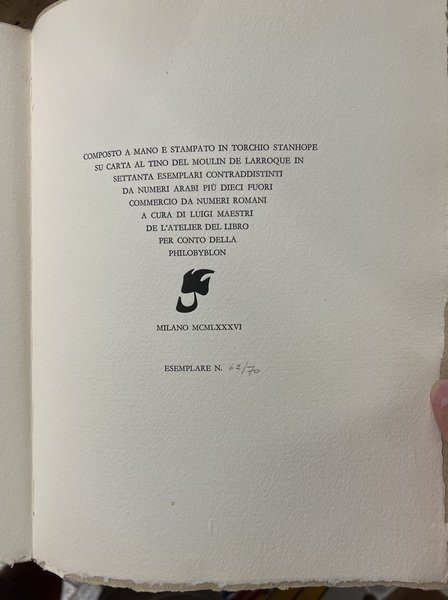 COMPOSTO A MANO E STAMPATO IN TORCHIO STANHOPE
SU CARTA AL TINO DEL MOULIN DE LARROQUE IN
SETTANTA ESEMPLARI CONTRADDISTINTI
DA NUMERI ARABI PIÙ DIECI FUORI
COMMERCIO DA NUMERI ROMANI
A CURA DI LUIGI MAESTRI
DE L'ATELIER DEL LIBRO
PER CONTO DELLA
PHILOBYBLON
MILANO MCMLXXXVI
ESEMPLARE N. 62/70